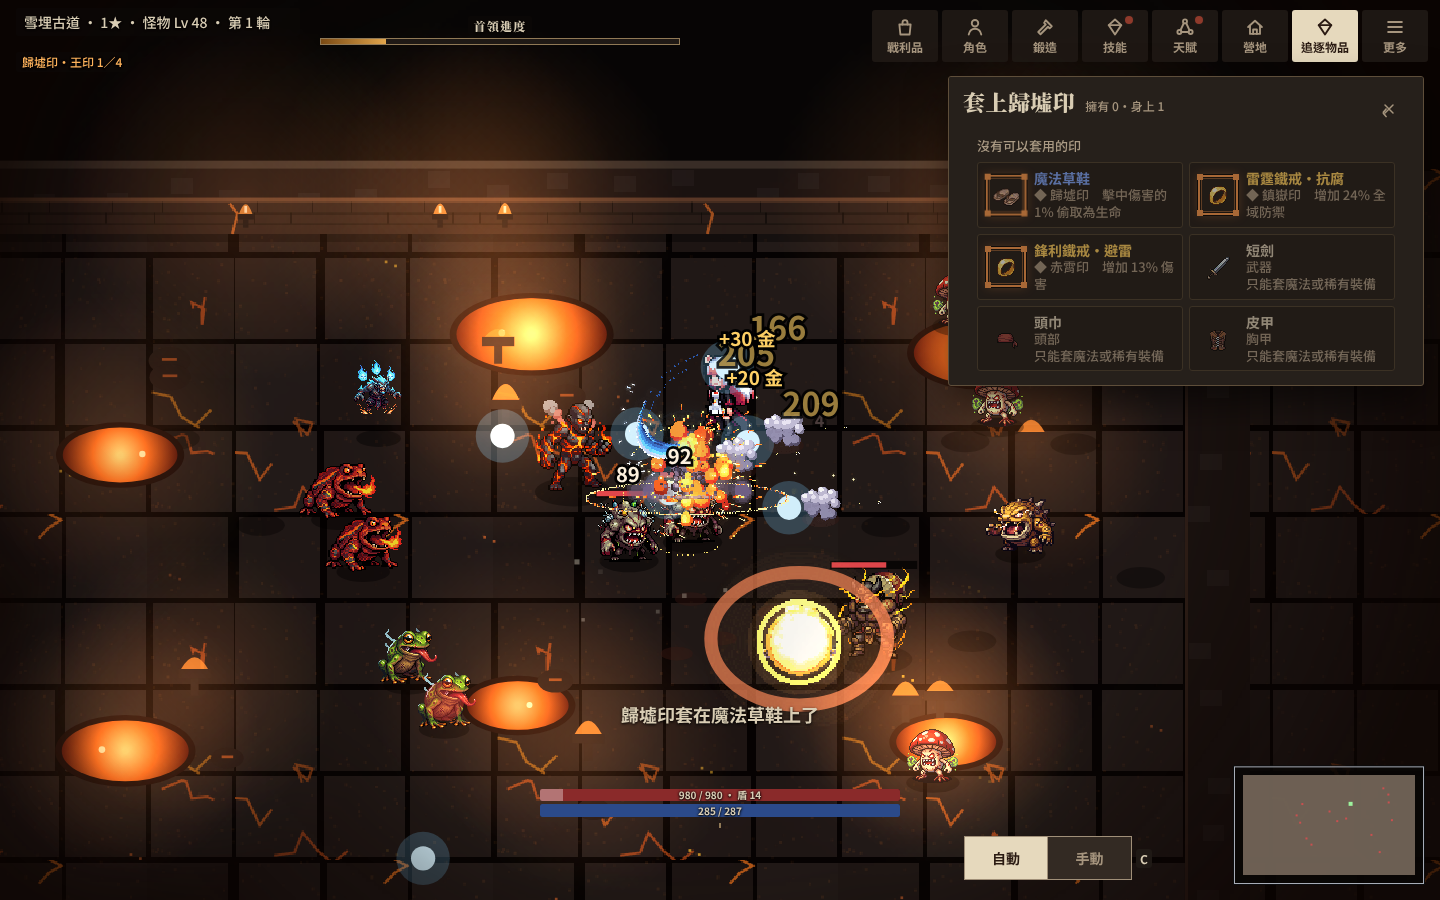 雪埋古道 · 1★ · 怪物 Lv 48 · 第 1 輪
首領進度
歸墟印·王印 1／4
戰利品
角色
鍛造
技能
天賦
營地
追逐物品
更多
套上歸墟印 擁有 0·身上 1
沒有可以套用的印
魔法草鞋
◆ 歸墟印 擊中傷害的
1% 偷取為生命
雷霆鐵戒·抗腐
◆ 鎮嶽印 增加 24% 全
域防禦
鋒利鐵戒·避雷
◆ 赤霄印 增加 13% 傷
害
短劍
武器
只能套魔法或稀有裝備
頭巾
頭部
只能套魔法或稀有裝備
皮甲
胸甲
只能套魔法或稀有裝備
166
+30 金
205
+20 金
209
92
89
歸墟印套在魔法草鞋上了
980 / 980 · 盾 14
285 / 287
自動
手動
C